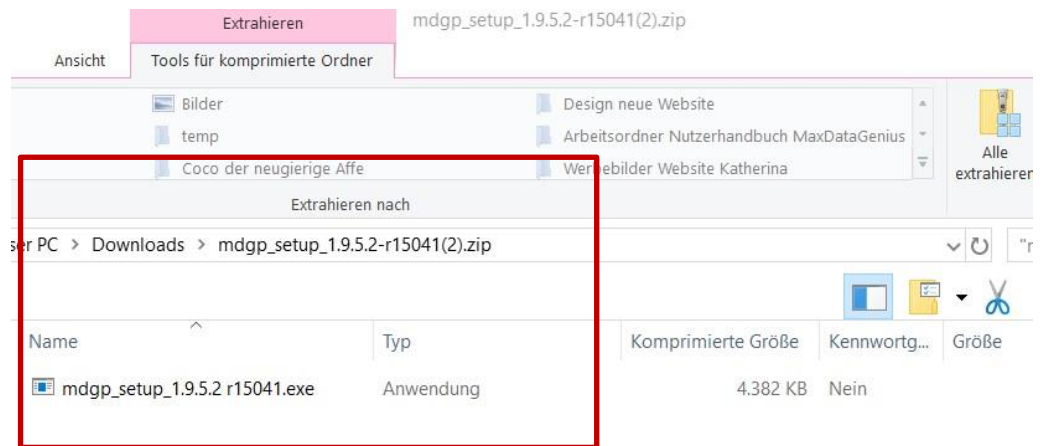 Extrahieren
mdgp_setup_1.9.5.2-r15041(2).zip
Ansicht
Tools für komprimierte Ordner
Bilder
Design neue Website
temp
Arbeitsordner Nutzerhandbuch MaxDataGenius
Coco der neugierige Affe
Werbebilder Website Katherina
Alle
extrahieren
Extrahieren nach
ser PC > Downloads > mdgp_setup_1.9.5.2-r15041(2).zip
Name
Typ
Komprimierte Größe
Kennwortg...
Größe
mdgp_setup_1.9.5.2 r15041.exe
Anwendung
4.382 KB
Nein